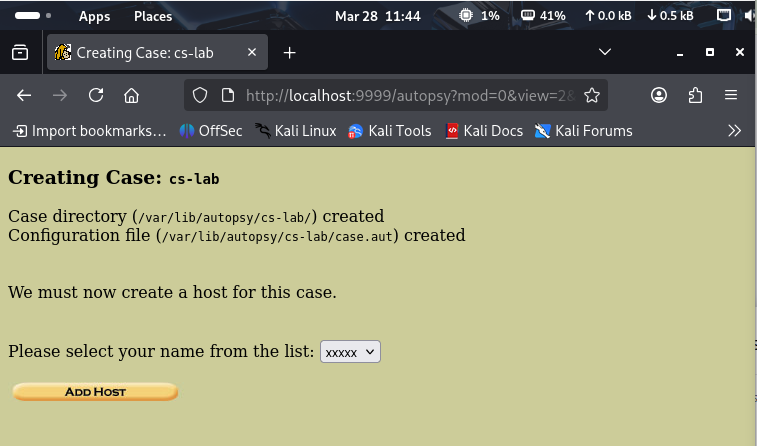 Apps Places Mar 28 11:44 1% 41% 0.0 kB 0.5 kB
Creating Case: cs-lab
http://localhost:9999/autopsy?mod=0&view=2&
Import bookmarks... OffSec Kali Linux Kali Tools Kali Docs Kali Forums
Creating Case: cs-lab
Case directory (/var/lib/autopsy/cs-lab/) created
Configuration file (/var/lib/autopsy/cs-lab/case.aut) created
We must now create a host for this case.
Please select your name from the list: xxxxx
ADD HOST